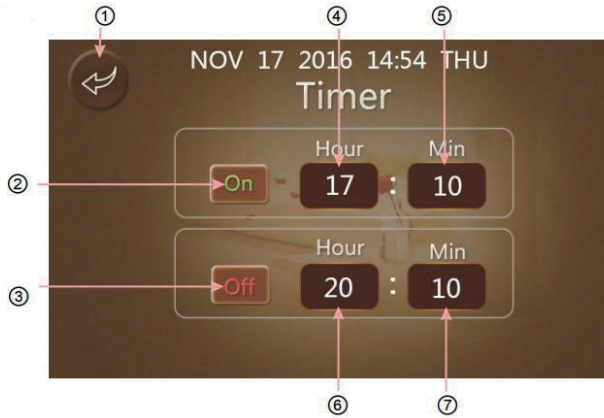 ① ④ ⑤
NOV 17 2016 14:54 THU
Timer
Hour Min
② On 17 : 10
Hour Min
③ Off 20 : 10
⑥ ⑦